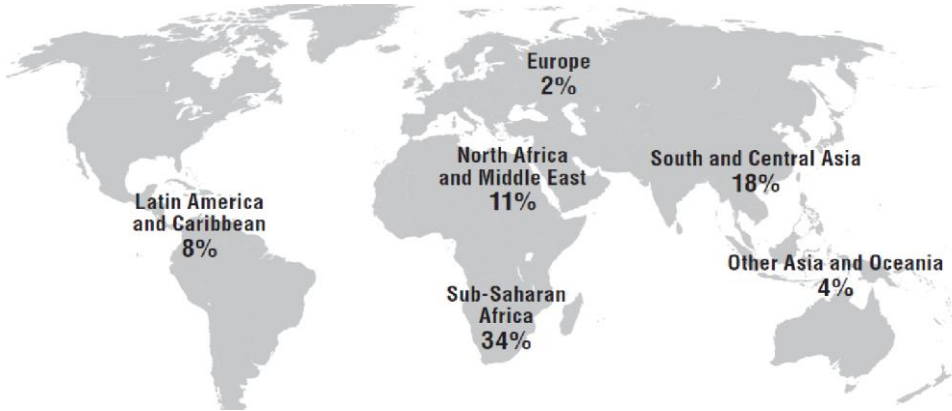 Europe
2%
North Africa
and Middle East
11%
South and Central Asia
18%
Latin America
and Caribbean
8%
Other Asia and Oceania
4%
Sub-Saharan
Africa
34%